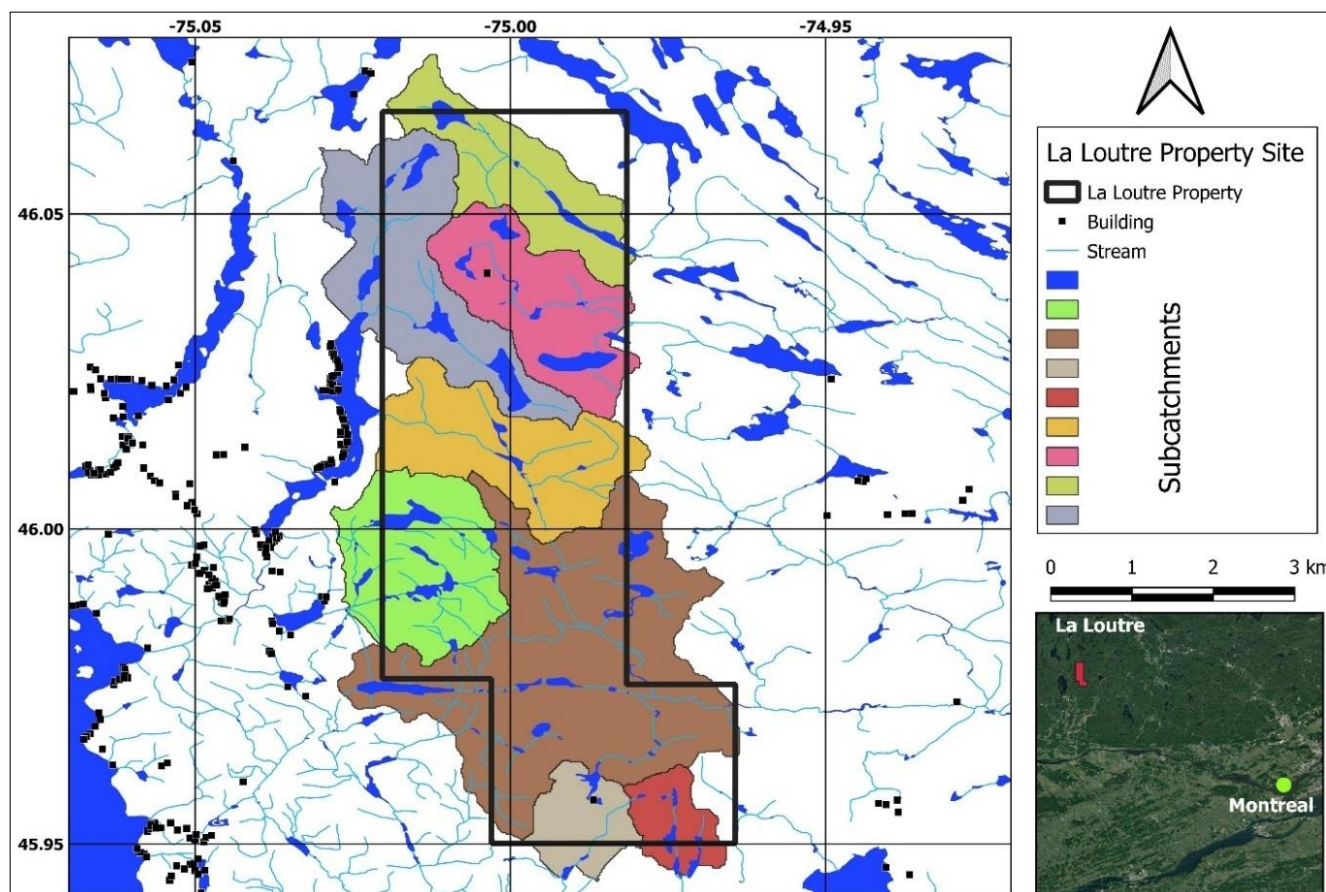 -75.05
-75.00
-74.95
46.05
46.00
45.95
La Loutre Property Site
La Loutre Property
Building
Stream
Subcatchments
0 1 2 3 km
La Loutre
Montreal